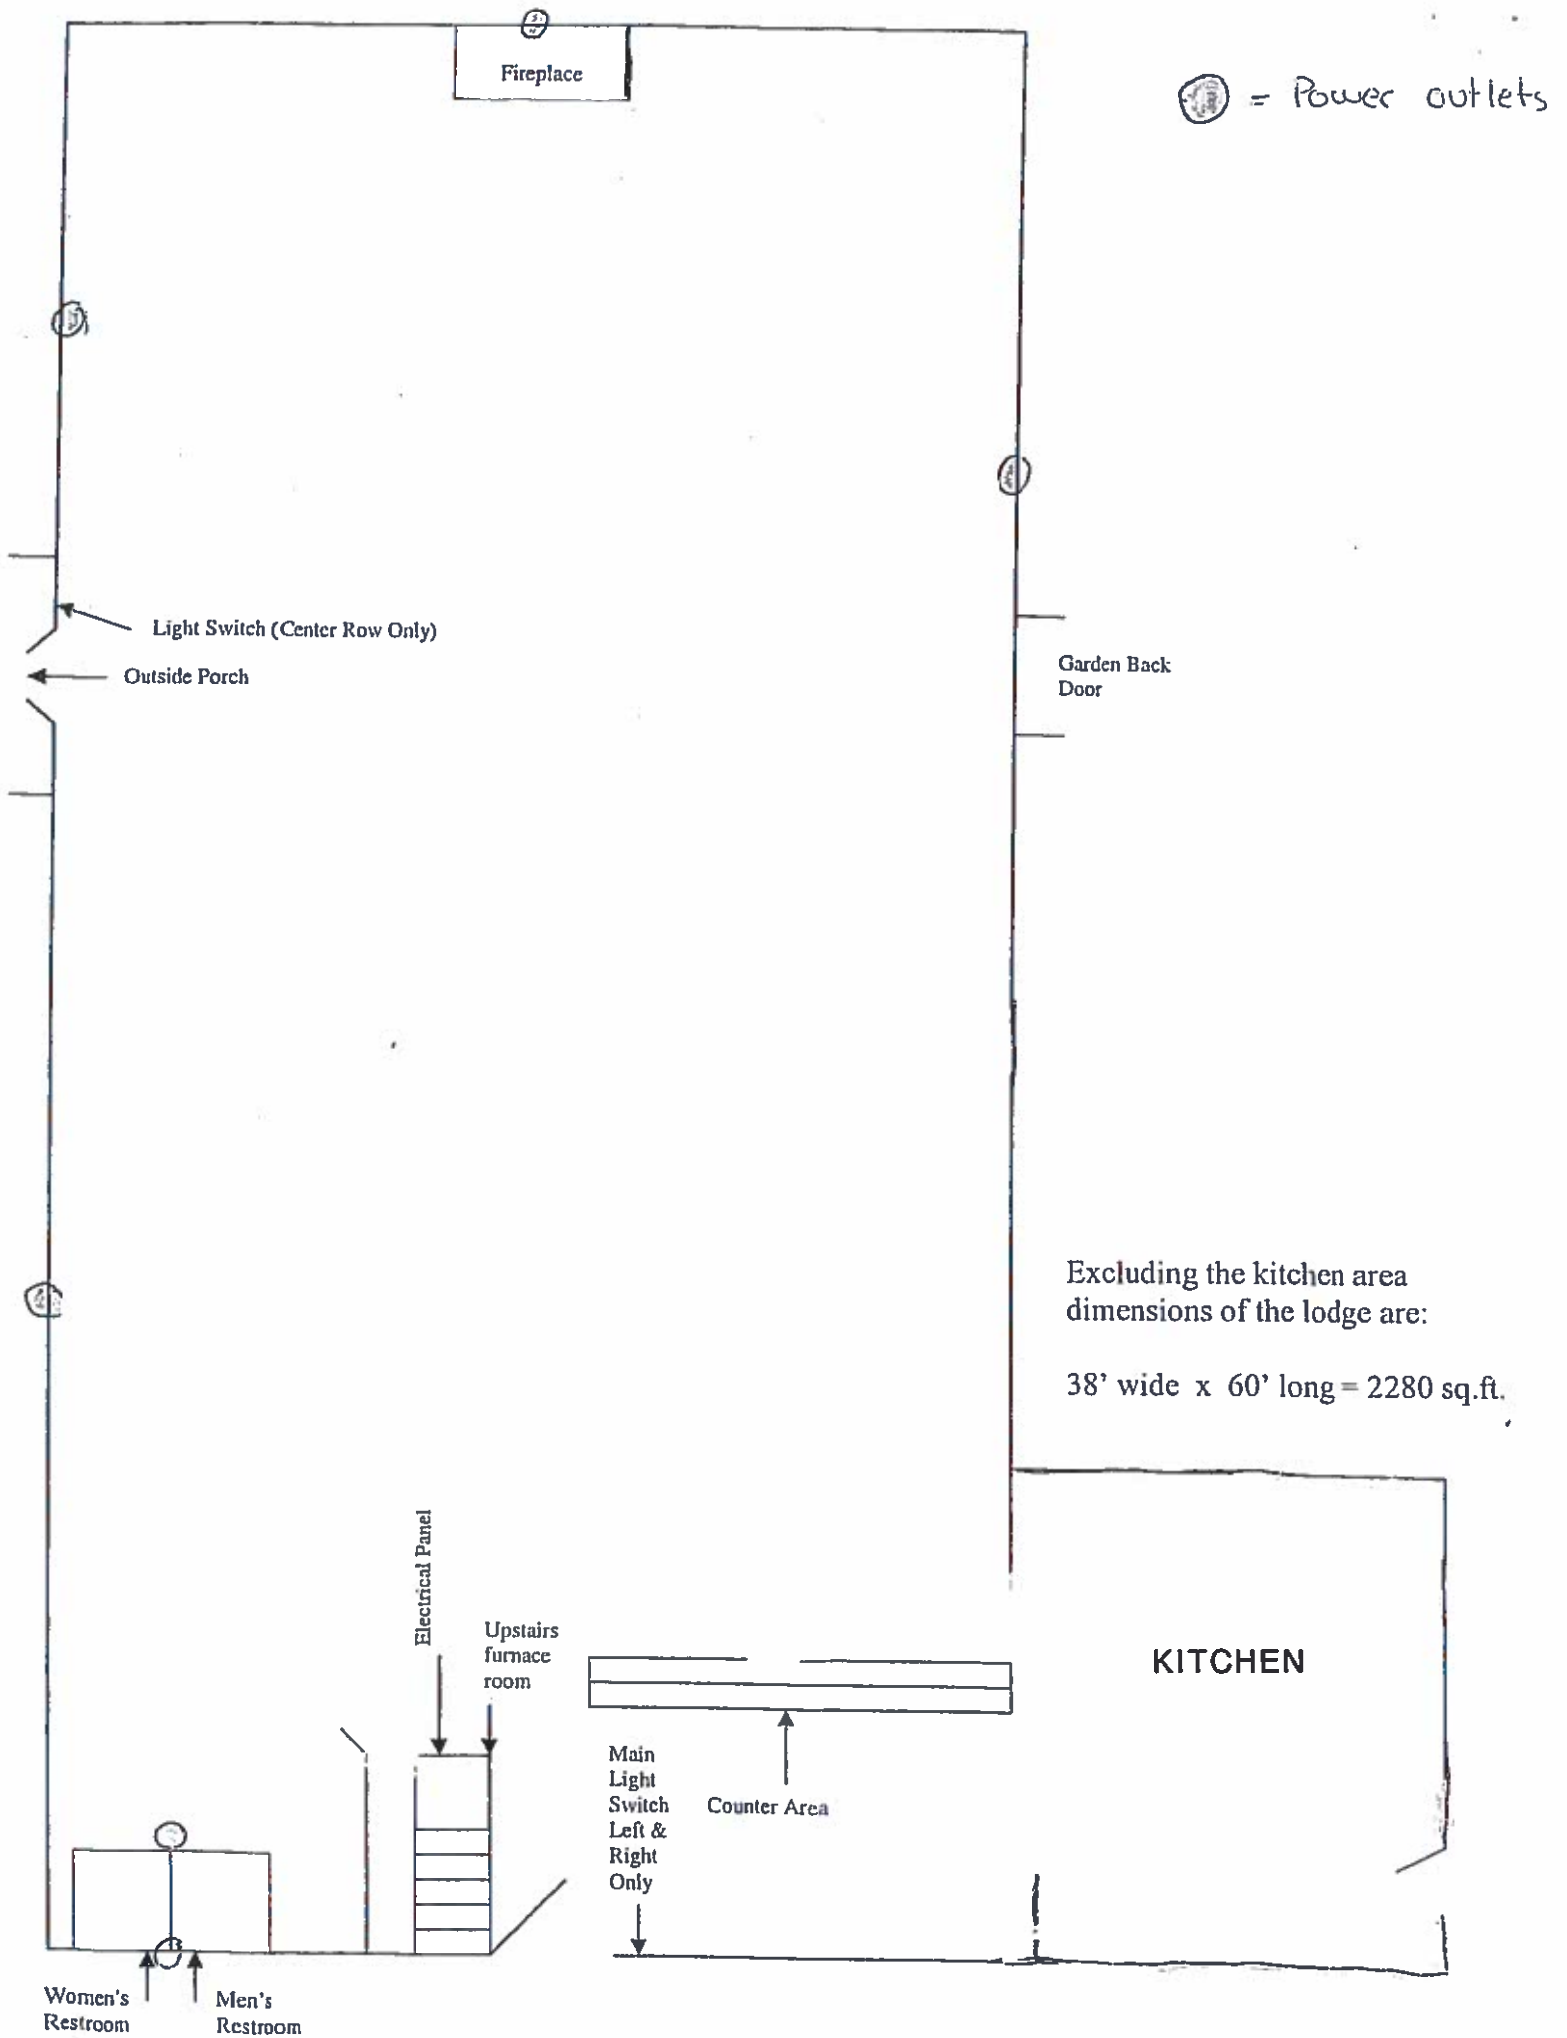 Fireplace
= Power outlets
Light Switch (Center Row Only)
Outside Porch
Garden Back
Door
Excluding the kitchen area
dimensions of the lodge are:
38’ wide x 60’ long = 2280 sq.ft.
Electrical Panel
Upstairs
furnace
room
KITCHEN
Main
Light
Switch
Left &
Right
Only
Counter Area
Women's
Restroom
Men's
Restroom